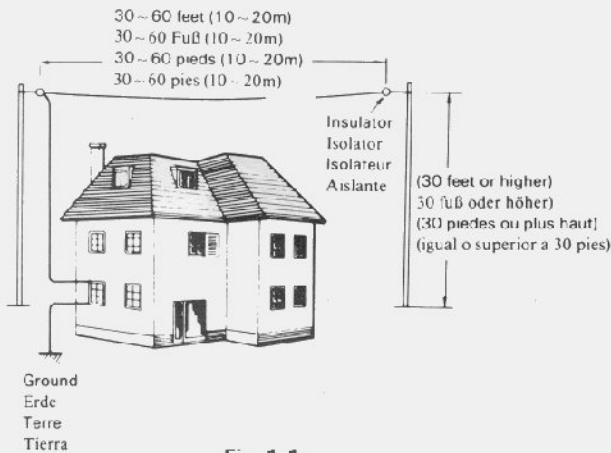 30~60 feet (10~20m)
30~60 Fuß (10~20m)
30~60 pieds (10~20m)
30~60 pies (10~20m)
Insulator
Isolator
Isolateur
Aislante
(30 feet or higher)
30 fuß oder höher)
(30 piedes ou plus haut)
(igual o superior a 30 pies)
Ground
Erde
Terre
Tierra